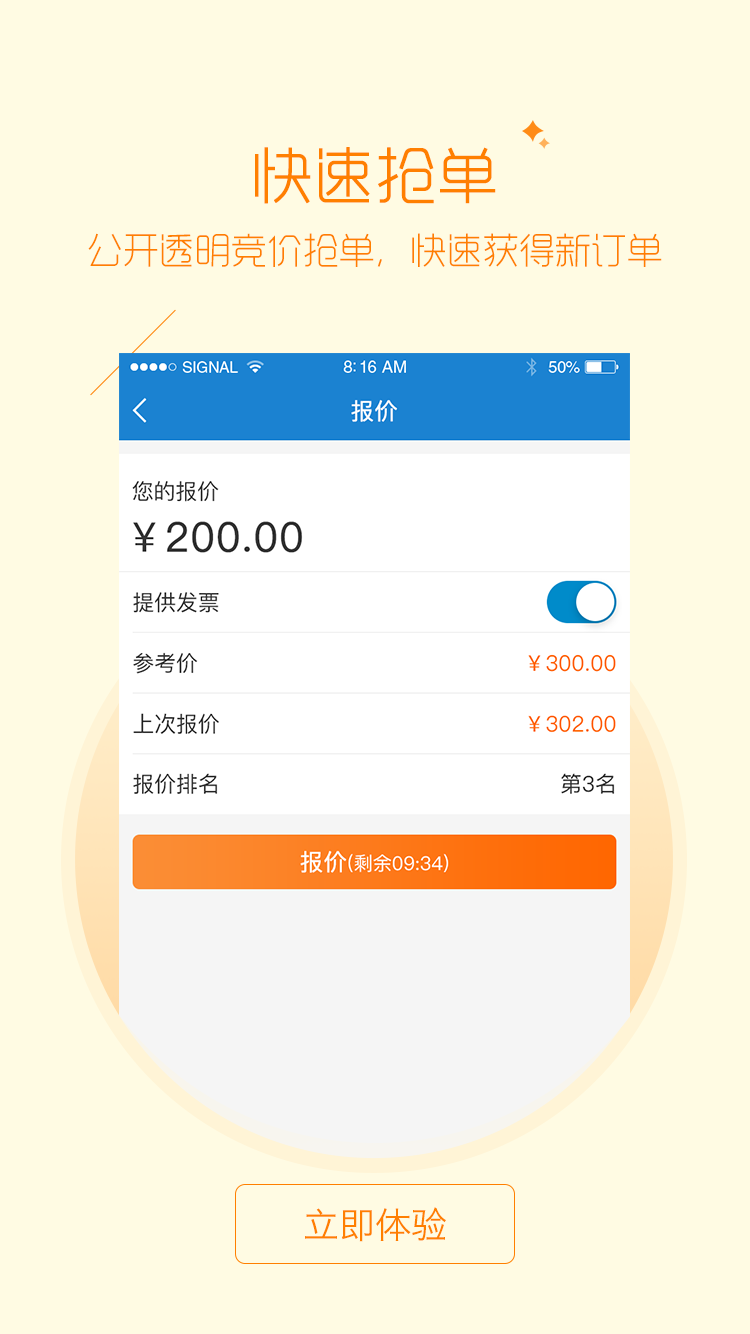 快速抢单
公开透明竞价抢单, 快速获得新订单
SIGNAL 8:16 AM 50%
报价
您的报价
¥ 200.00
提供发票
参考价 ¥ 300.00
上次报价 ¥ 302.00
报价排名 第3名
报价(剩余09:34)
立即体验